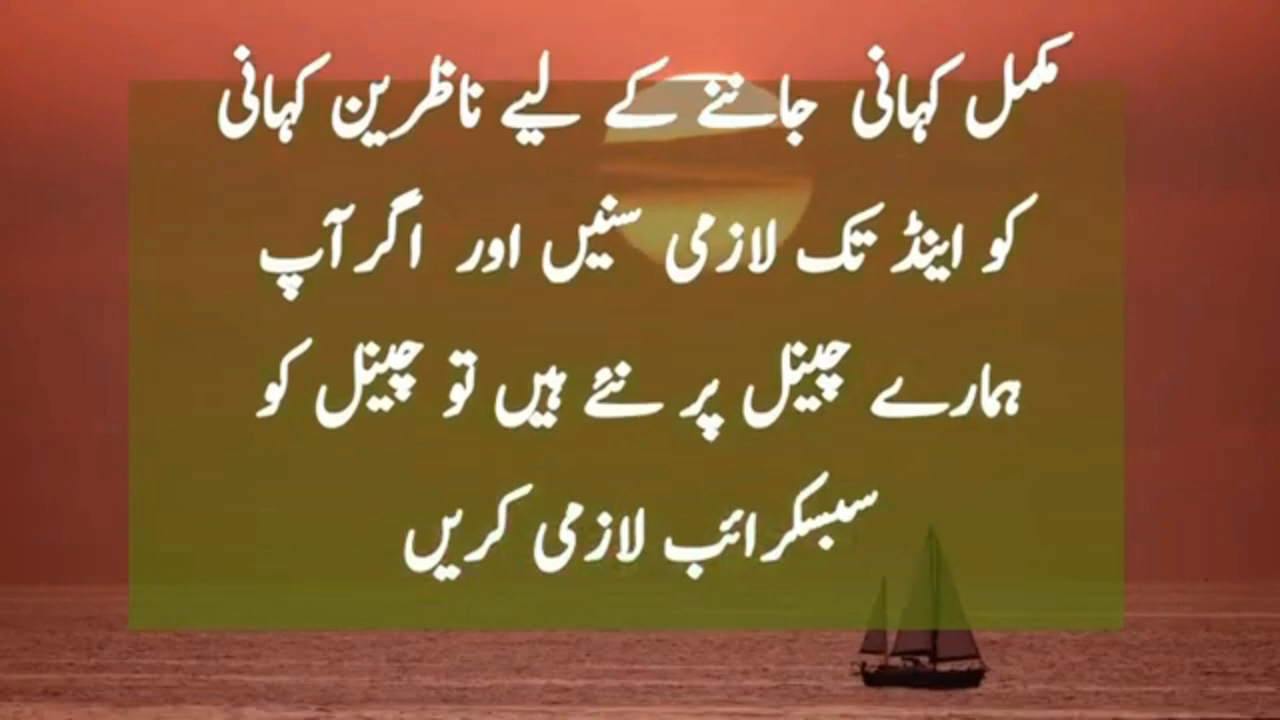 مکمل کہانی جاننے کے لیے ناظرین کہانی
کو اینڈ تک لازمی سنیں اور اگر آپ
ہمارے چینل پر نئے ہیں تو چینل کو
سبسکرائب لازمی کریں